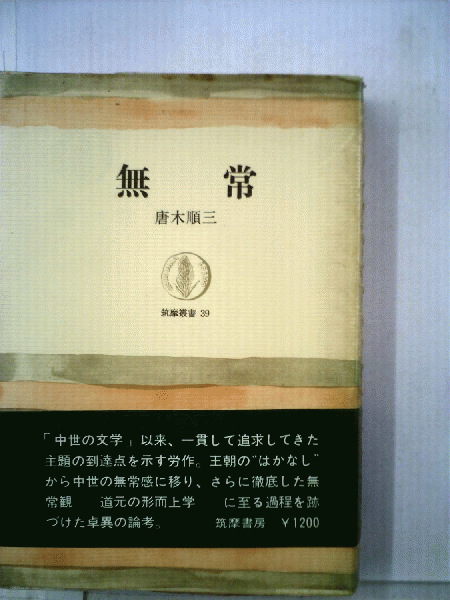 無常
唐木順三
筑摩叢書 39
「中世の文学」以来、一貫して追求してきた
主題の到達点を示す労作。王朝の"はかなし"
から中世の無常感に移り、さらに徹底した無
常観 道元の形而上学 に至る過程を跡
づけた卓異の論考。 筑摩書房 ￥1200